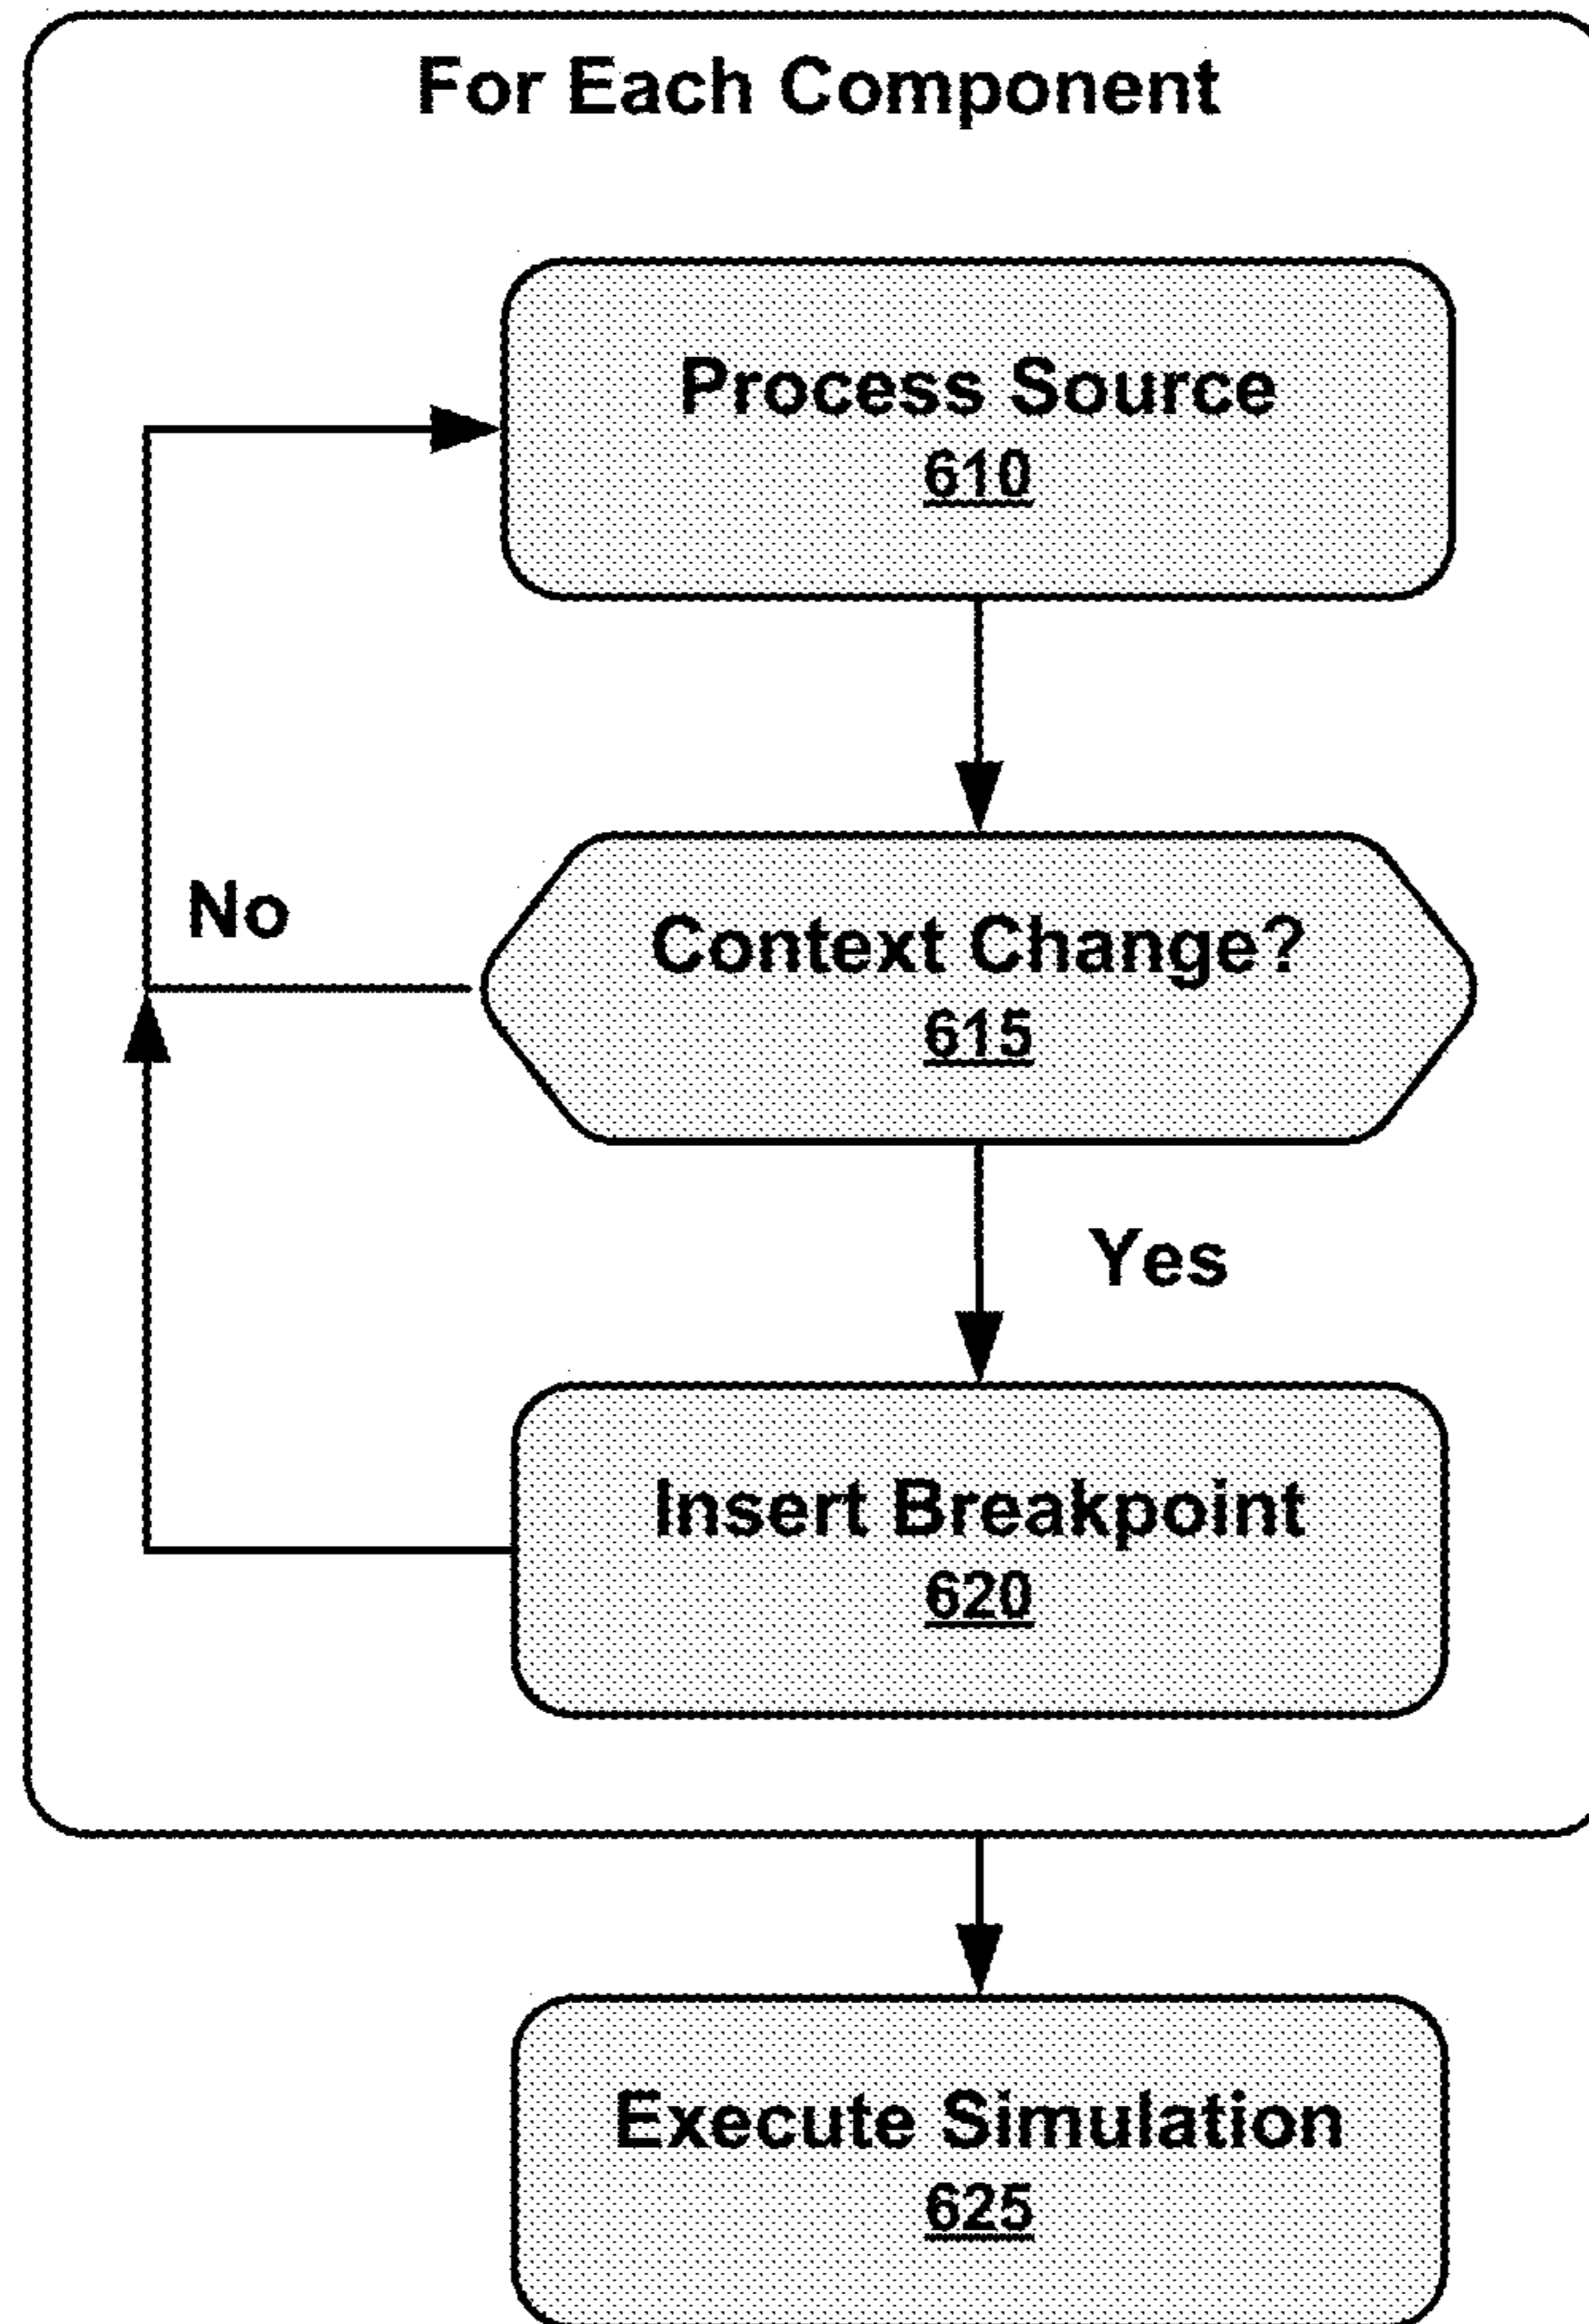 For Each Component
Process Source
610
No
Context Change?
615
Yes
Insert Breakpoint
620
Execute Simulation
625